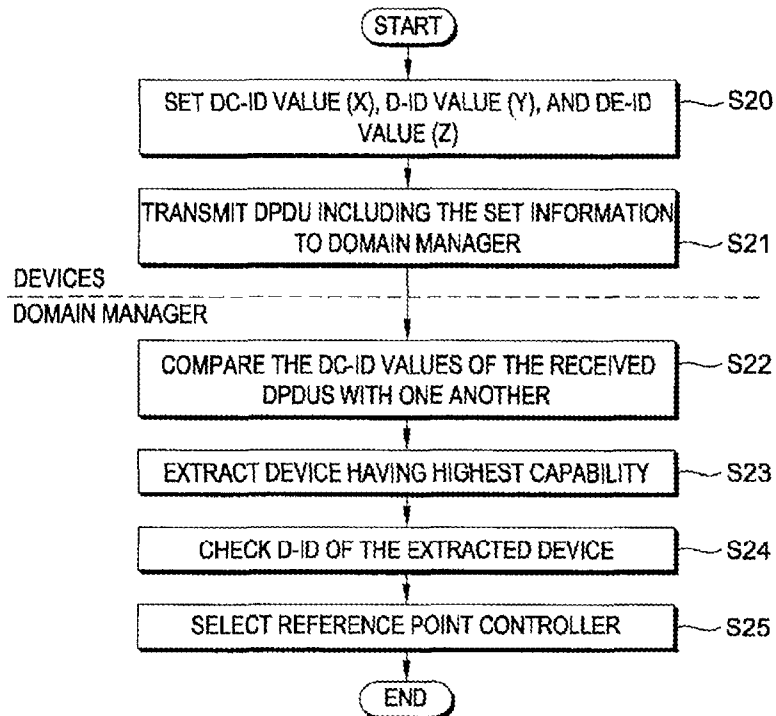 START
SET DC-ID VALUE (X), D-ID VALUE (Y), AND DE-ID
VALUE (Z)
S20
TRANSMIT DPDU INCLUDING THE SET INFORMATION
TO DOMAIN MANAGER
S21
DEVICES
DOMAIN MANAGER
COMPARE THE DC-ID VALUES OF THE RECEIVED
DPDUS WITH ONE ANOTHER
S22
EXTRACT DEVICE HAVING HIGHEST CAPABILITY
S23
CHECK D-ID OF THE EXTRACTED DEVICE
S24
SELECT REFERENCE POINT CONTROLLER
S25
END